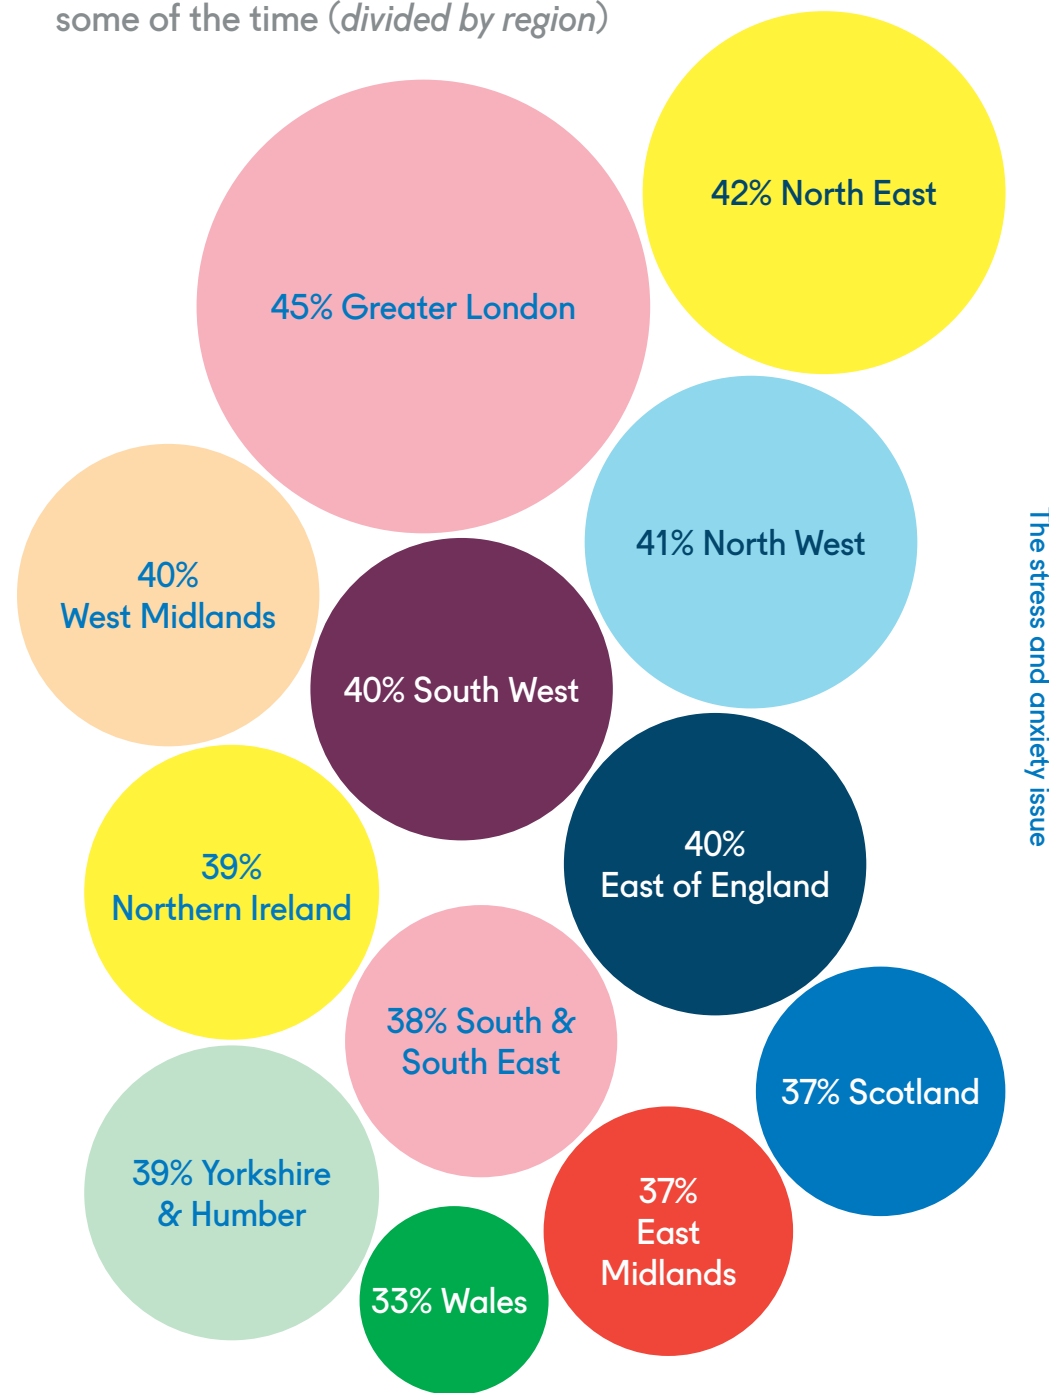 some of the time (divided by region)
42% North East
45% Greater London
41% North West
40%
West Midlands
40% South West
40%
East of England
39%
Northern Ireland
38% South &
South East
37% Scotland
39% Yorkshire
& Humber
37%
East
Midlands
33% Wales
The stress and anxiety issue